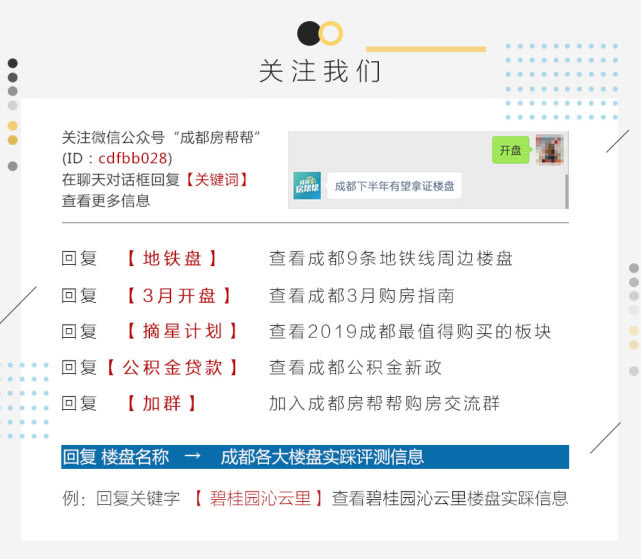 关注我们
关注微信公众号“成都房帮帮”
(ID：cdfbb028)
在聊天对话框回复【关键词】
查看更多信息
开盘
房帮帮
成都下半年有望拿证楼盘
回复 【地铁盘】 查看成都9条地铁线周边楼盘
回复 【3月开盘】 查看成都3月购房指南
回复 【摘星计划】 查看2019成都最值得购买的板块
回复【公积金贷款】 查看成都公积金新政
回复 【加群】 加入成都房帮帮购房交流群
回复 楼盘名称 → 成都各大楼盘实踩评测信息
例：回复关键字 【碧桂园沁云里】查看碧桂园沁云里楼盘实踩信息